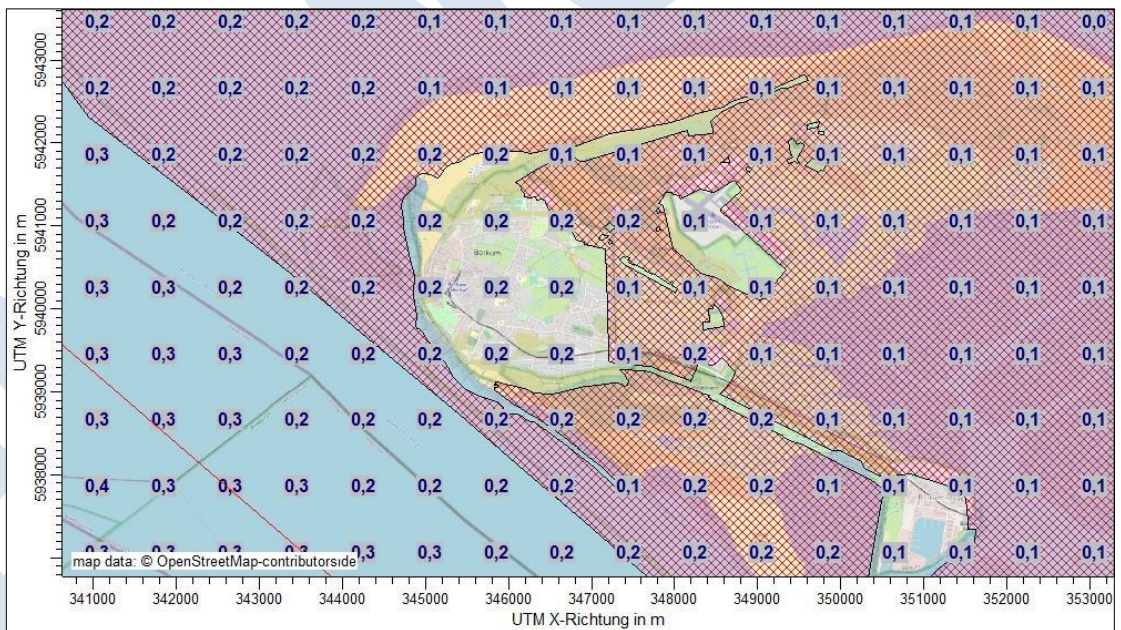 0,2 0,2 0,2 0,2 0,2 0,1 0,1 0,1 0,1 0,1 0,1 0,1 0,1 0,1 0,1 0,0
5943000
0,2 0,2 0,2 0,2 0,2 0,1 0,1 0,1 0,1 0,1 0,1 0,1 0,1 0,1 0,1 0,1
5942000
0,3 0,2 0,2 0,2 0,2 0,2 0,2 0,1 0,1 0,1 0,1 0,1 0,1 0,1 0,1 0,1
5941000
0,3 0,2 0,2 0,2 0,2 0,2 0,2 0,2 0,2 0,1 0,1 0,1 0,1 0,1 0,1 0,1
Borkum
UTM Y-Richtung in m
5940000
0,3 0,3 0,2 0,2 0,2 0,2 0,2 0,2 0,1 0,1 0,1 0,1 0,1 0,1 0,1 0,1
0,3 0,3 0,3 0,2 0,2 0,2 0,2 0,2 0,1 0,2 0,1 0,1 0,1 0,1 0,1 0,1
5939000
0,3 0,3 0,3 0,2 0,2 0,2 0,2 0,2 0,2 0,2 0,2 0,1 0,1 0,1 0,1 0,1
5938000
0,4 0,3 0,3 0,3 0,2 0,2 0,2 0,2 0,1 0,2 0,2 0,1 0,1 0,1 0,1 0,1
0,3 0,3 0,2 0,2 0,2 0,2 0,2 0,2 0,1 0,1 0,1 0,1
map data: © OpenStreetMap-contributorside
341000 342000 343000 344000 345000 346000 347000 348000 349000 350000 351000 352000 353000
UTM X-Richtung in m